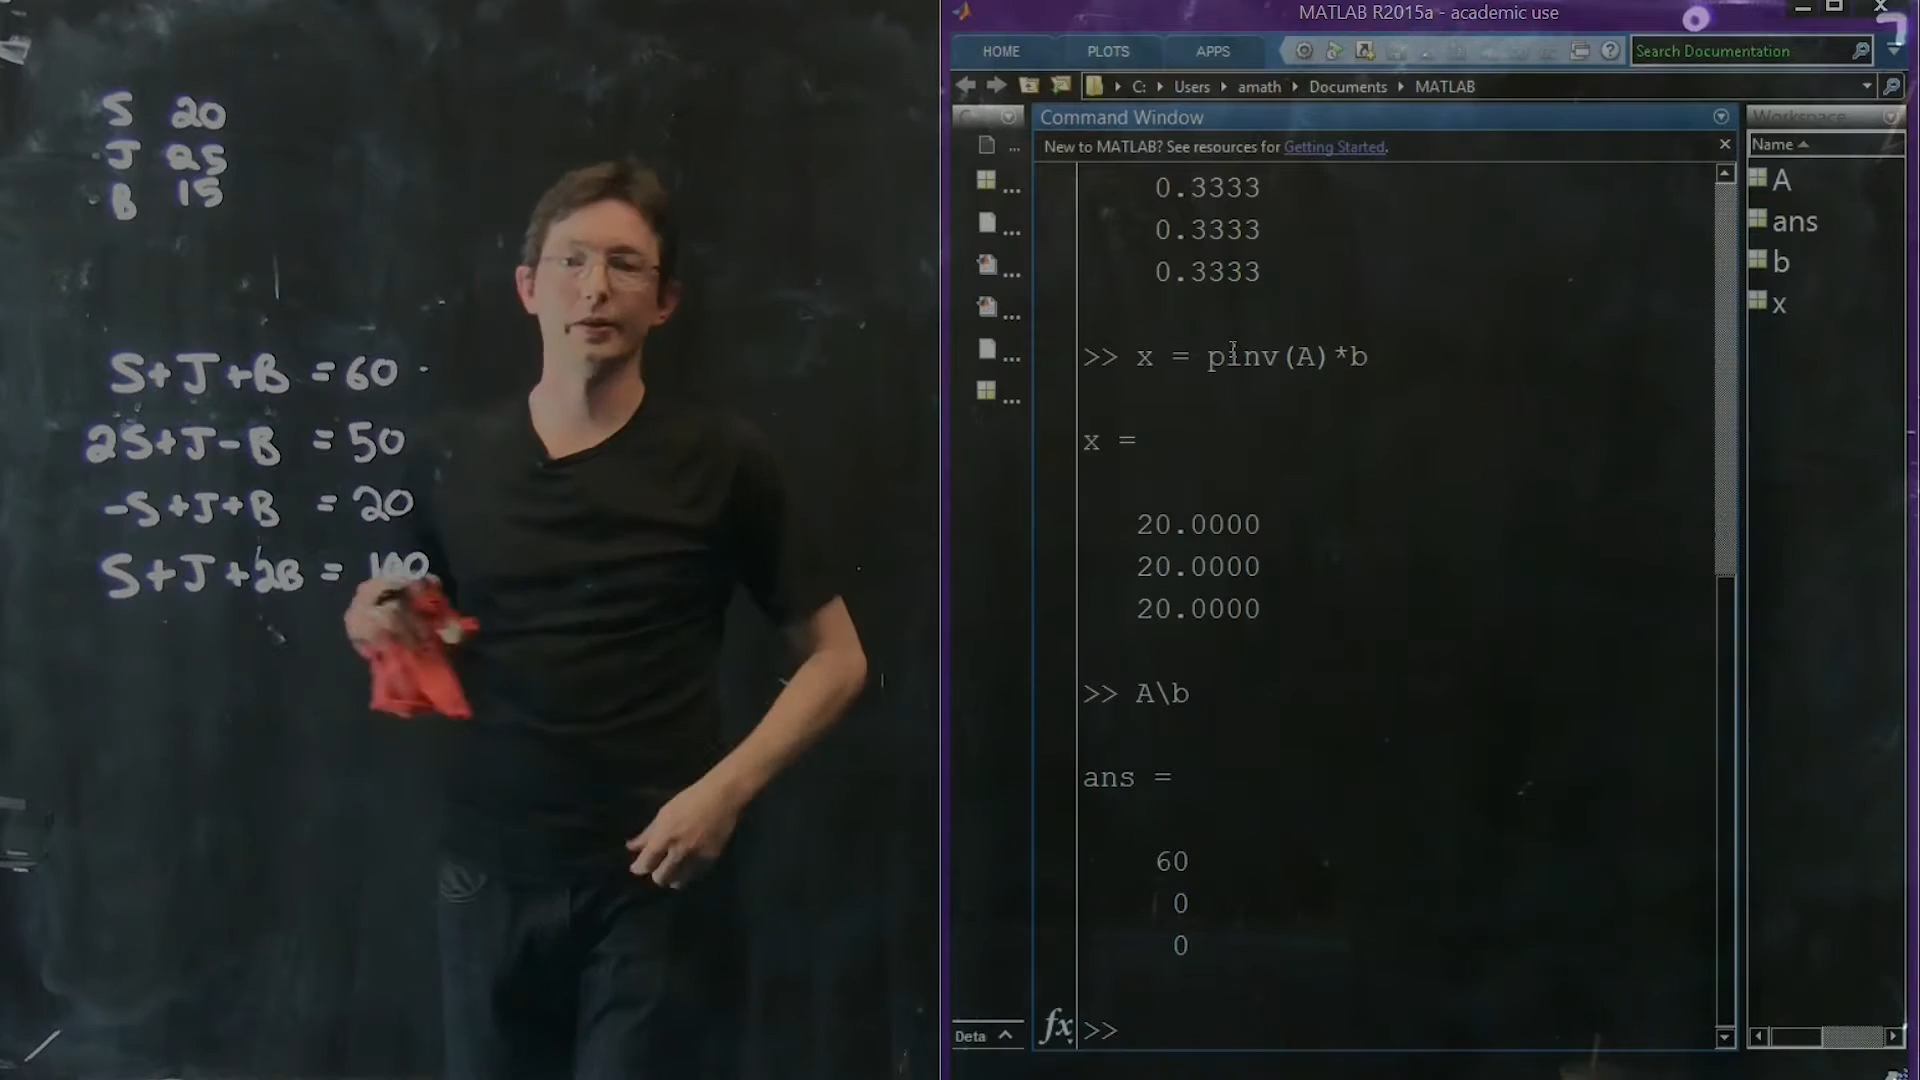 S 20
J 25
B 15
S+J+B = 60
2S+J-B = 50
-S+J+B = 20
S+J+2B = 100
MATLAB R2015a - academic use
HOME PLOTS APPS
Search Documentation
C: Users amath Documents MATLAB
Command Window
New to MATLAB? See resources for Getting Started.
0.3333
0.3333
0.3333
>> x = pinv(A)*b
x =
20.0000
20.0000
20.0000
>> A\b
ans =
60
0
0
fx >>
Deta
Workspace
Name
A
ans
b
x